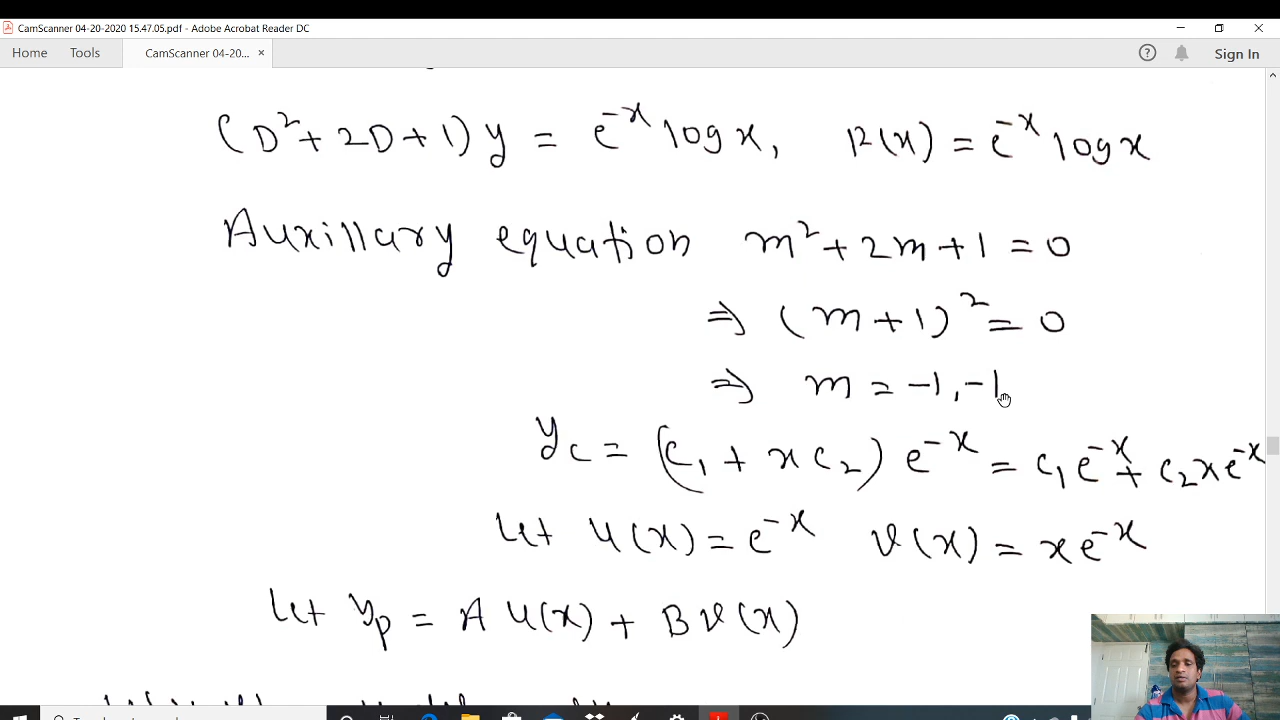 CamScanner 04-20-2020 15.47.05.pdf - Adobe Acrobat Reader DC
Home Tools CamScanner 04-20... × Sign In
(D²+2D+1)y = e⁻ˣ logx, R(x) = e⁻ˣ logx
Auxillary equation m²+2m+1=0
⇒ (m+1)²=0
⇒ m = -1,-1
y_c = (c₁ + x c₂) e⁻ˣ = c₁e⁻ˣ + c₂xe⁻ˣ
Let u(x) = e⁻ˣ v(x) = xe⁻ˣ
Let y_p = A u(x) + B v(x)